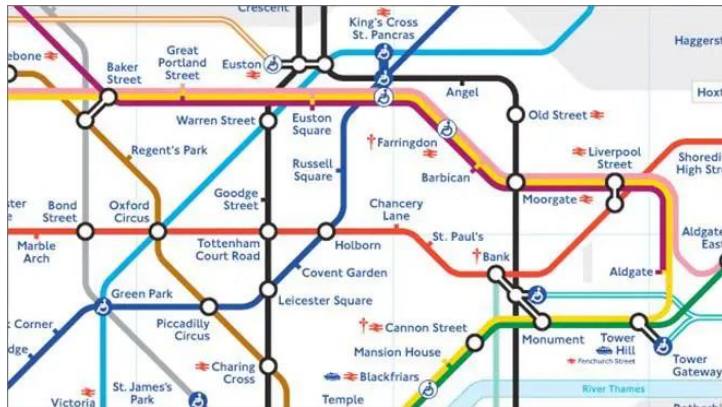 Crescent
King's Cross
St. Pancras
Haggerst
ebone
Baker
Street
Great
Portland
Street
Euston
Angel
Hoxt
Old Street
Warren Street
Euston
Square
Farringdon
Liverpool
Street
Shoredi
High Stre
Regent's Park
Russell
Square
Barbican
Moorgate
Bond
Street
Oxford
Circus
Goodge
Street
Chancery
Lane
ster
e
Marble
Arch
Tottenham
Court Road
Holborn
St. Paul's
Bank
Aldgate
East
Aldgate
Covent Garden
Green Park
Leicester Square
k Corner
Piccadilly
Circus
Cannon Street
Monument
Tower
Hill
Fenchurch Street
Tower
Gateway
dge
Mansion House
Charing
Cross
Blackfriars
St. James's
Park
Victoria
Temple
River Thames